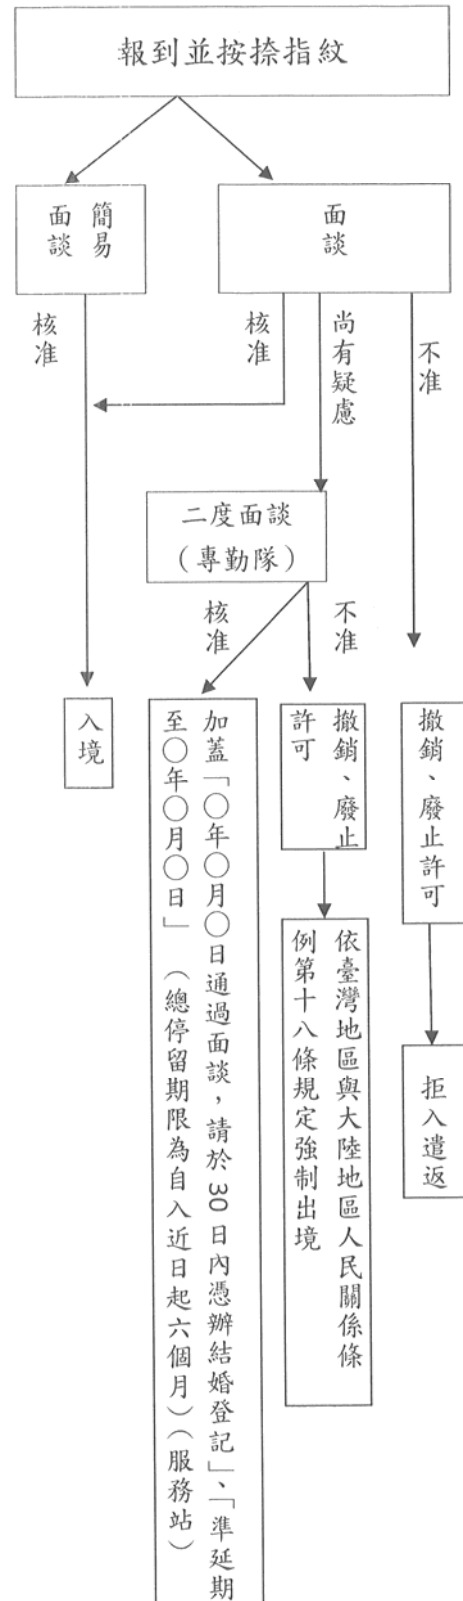 報到並按捺指紋
簡易
面談
面談
核准
核准
尚有疑慮
不准
二度面談
（專勤隊）
核准
不准
入境
加蓋「○年○月○日通過面談，請於30日內憑辦結婚登記」、「準延期
至○年○月○日」（總停留期限為自入近日起六個月）（服務站）
撤銷、廢止
許可
撤銷、廢止許可
依臺灣地區與大陸地區人民關係條
例第十八條規定強制出境
拒入遣返